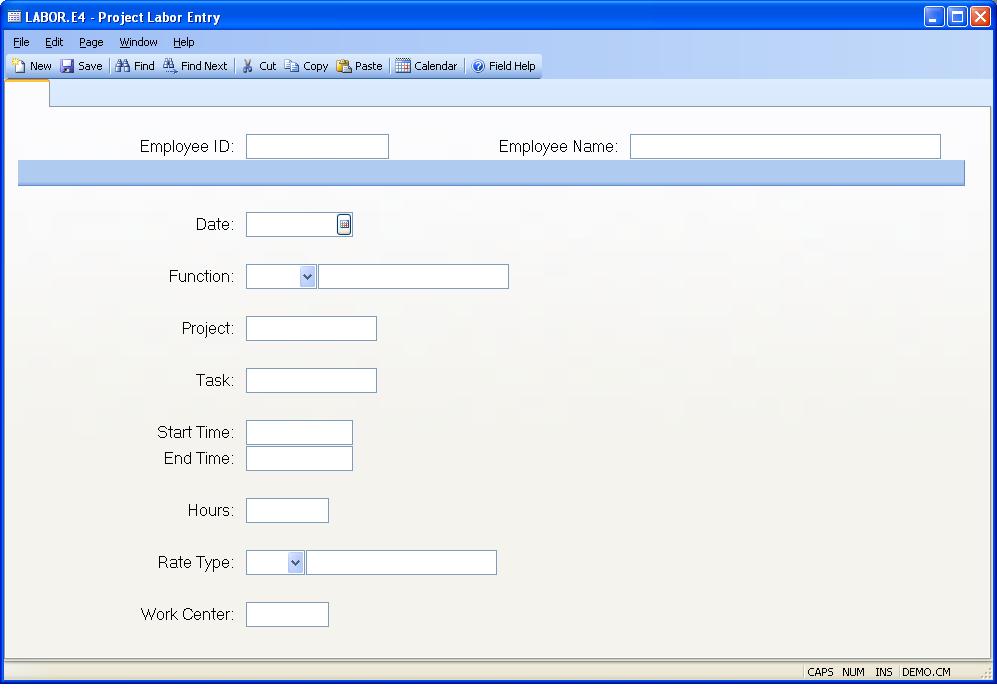 LABOR.E4 - Project Labor Entry
File Edit Page Window Help
New Save Find Find Next Cut Copy Paste Calendar Field Help
Employee ID: Employee Name:
Date:
Function:
Project:
Task:
Start Time:
End Time:
Hours:
Rate Type:
Work Center:
CAPS NUM INS DEMO.CM